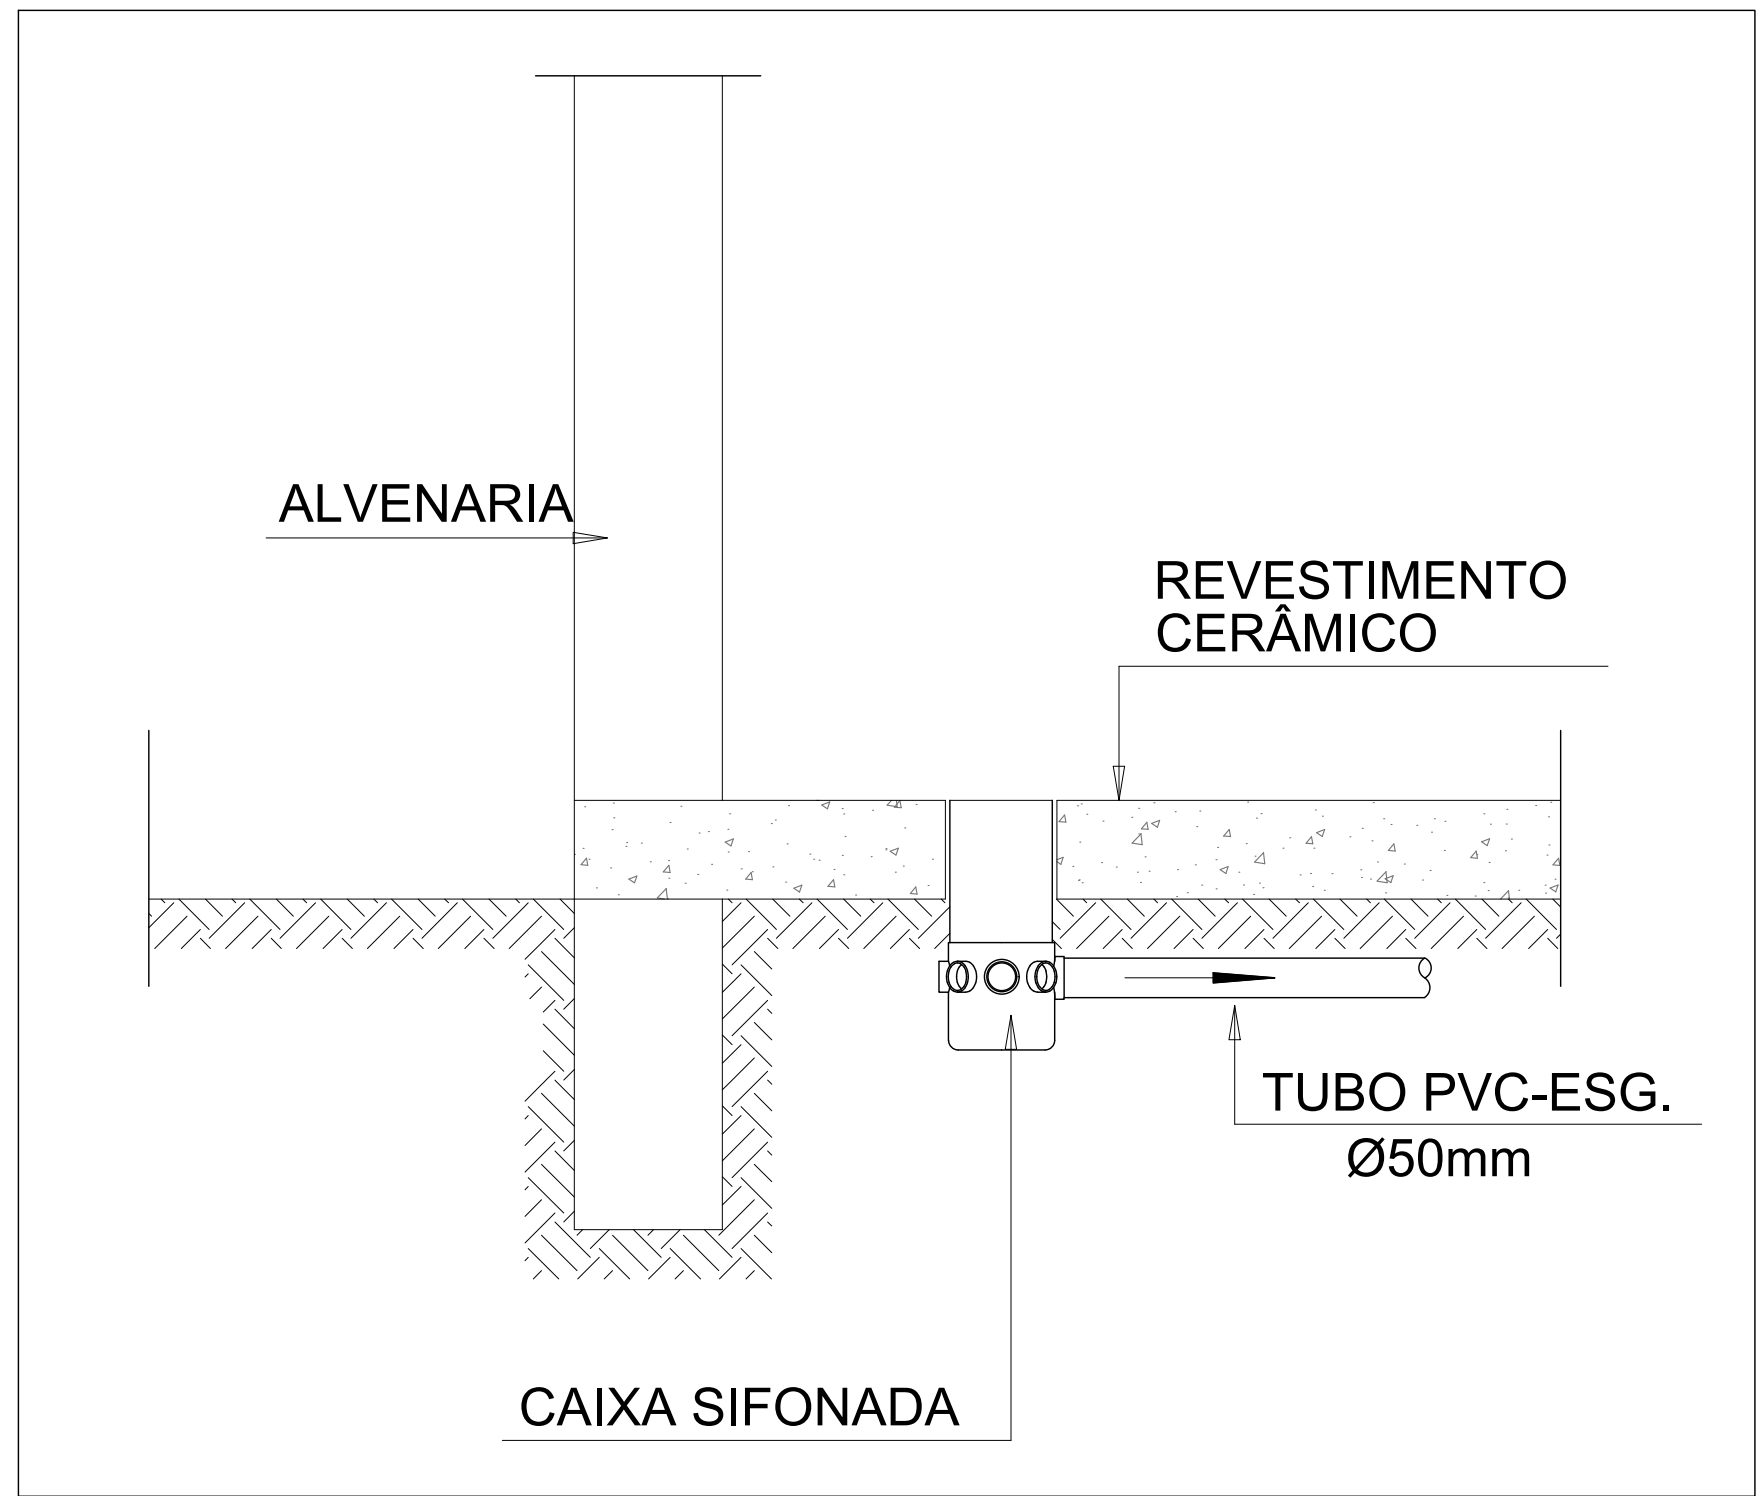 ALVENARIA
REVESTIMENTO
CERÂMICO
TUBO PVC-ESG.
Ø50mm
CAIXA SIFONADA